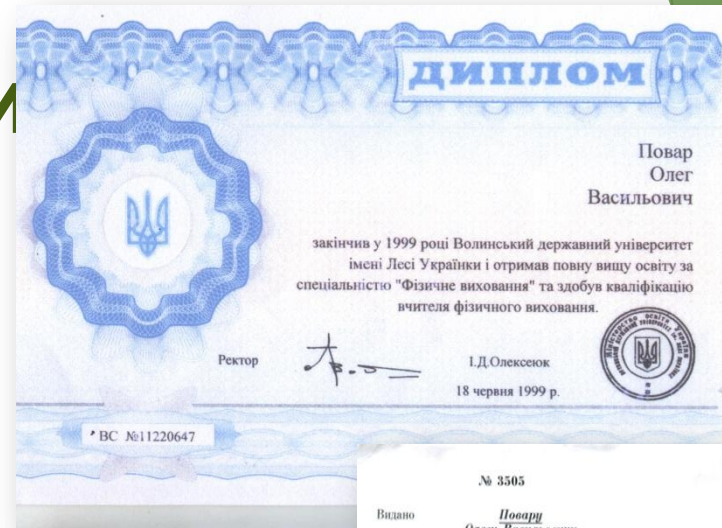 ДИПЛОМ
Повар
Олег
Васильович
закінчив у 1999 році Волинський державний університет
імені Лесі Українки і отримав повну вищу освіту за
спеціальністю "Фізичне виховання" та здобув кваліфікацію
вчителя фізичного виховання.
Ректор
І.Д.Олексеюк
18 червня 1999 р.
ВС №11220647
№ 3505
Видано Повару